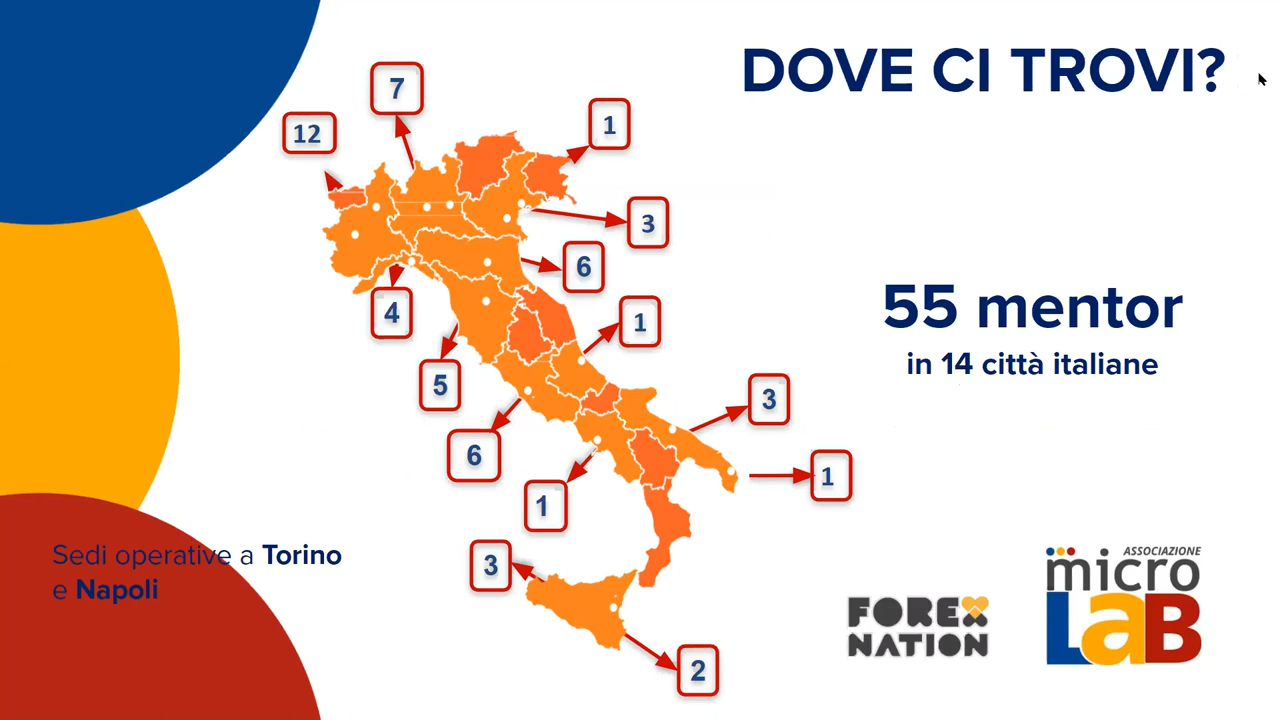 DOVE CI TROVI?
7
12
1
3
6
4
1
5
55 mentor
in 14 città italiane
3
6
1
1
3
2
Sedi operative a Torino
e Napoli
FOREX
NATION
ASSOCIAZIONE
micro
LaB